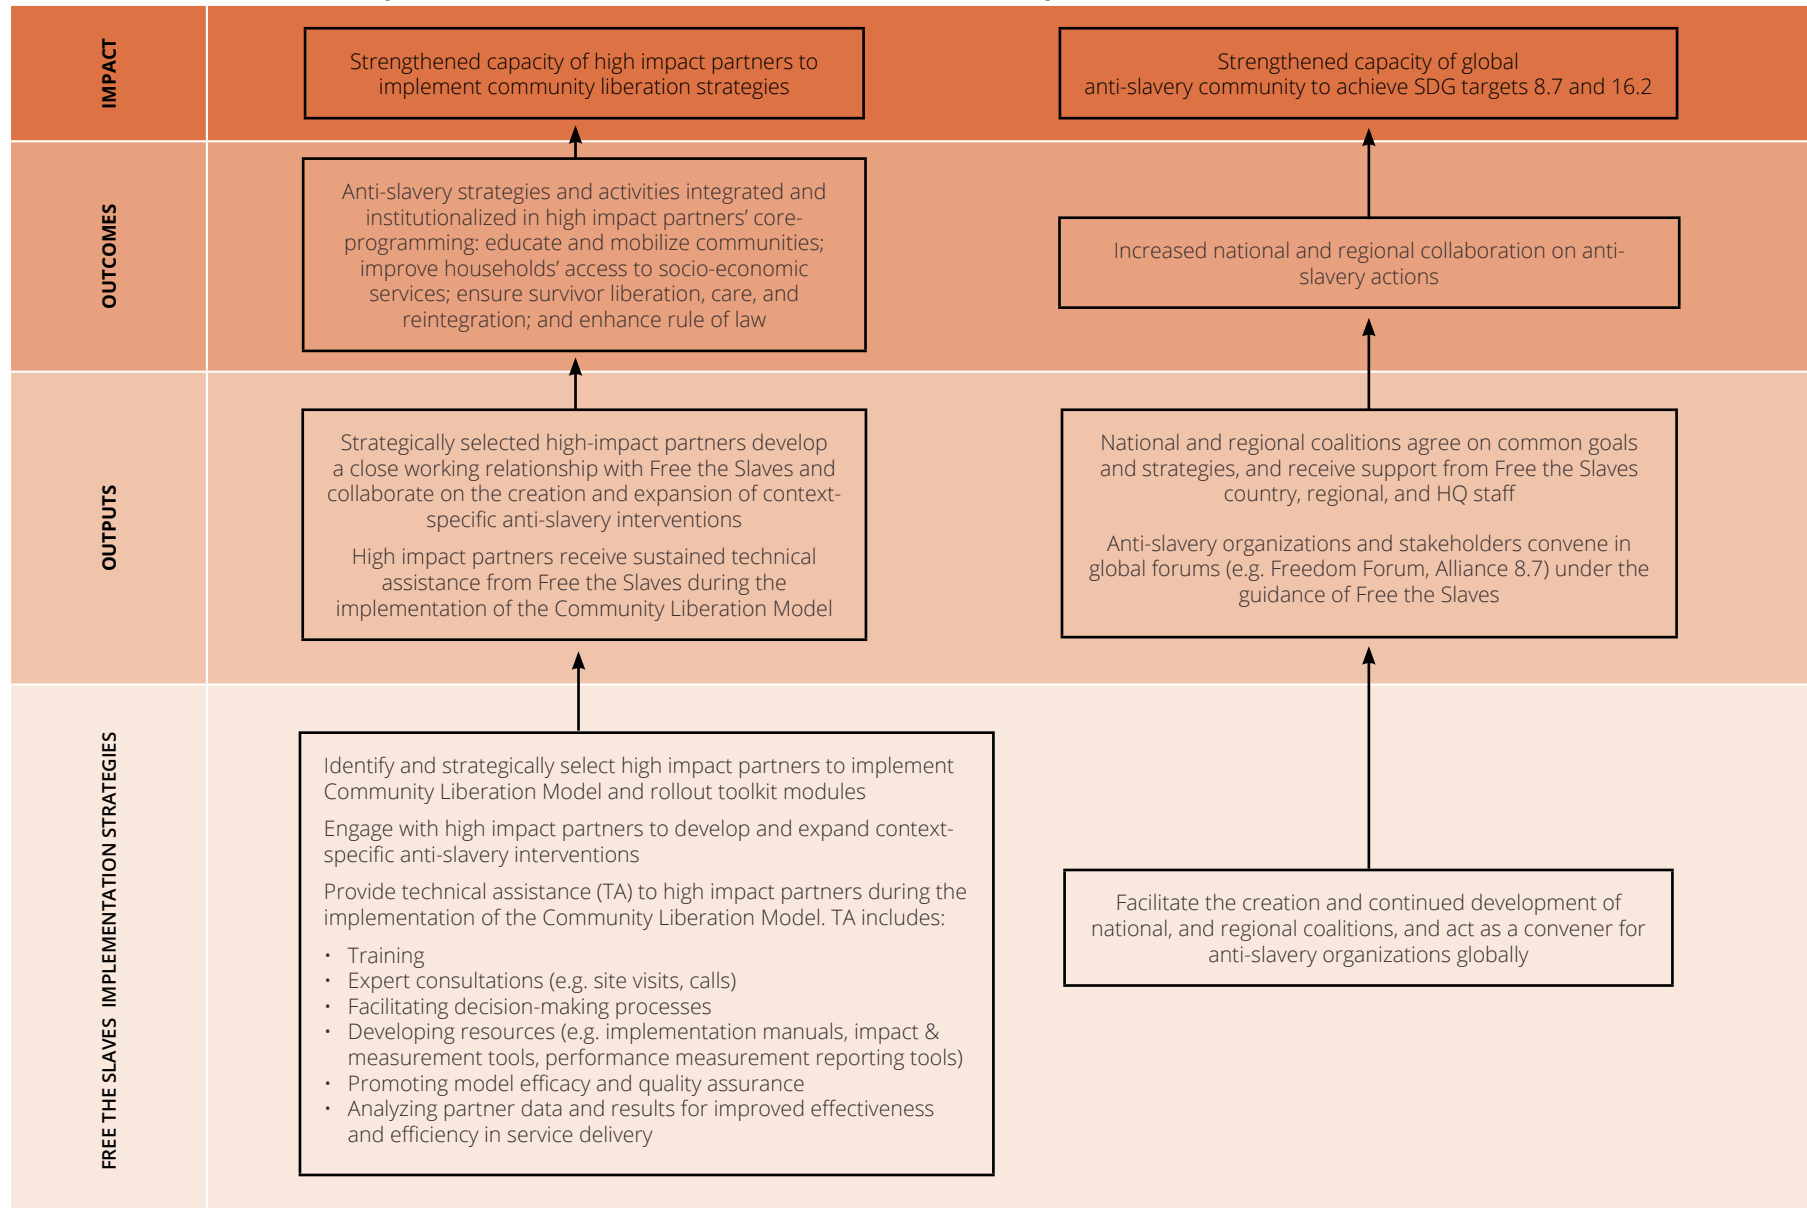 IMPACT
Strengthened capacity of high impact partners to
implement community liberation strategies
Strengthened capacity of global
anti-slavery community to achieve SDG targets 8.7 and 16.2
OUTCOMES
Anti-slavery strategies and activities integrated and
institutionalized in high impact partners’ core-
programming: educate and mobilize communities;
improve households’ access to socio-economic
services; ensure survivor liberation, care, and
reintegration; and enhance rule of law
Increased national and regional collaboration on anti-
slavery actions
OUTPUTS
Strategically selected high-impact partners develop
a close working relationship with Free the Slaves and
collaborate on the creation and expansion of context-
specific anti-slavery interventions
High impact partners receive sustained technical
assistance from Free the Slaves during the
implementation of the Community Liberation Model
National and regional coalitions agree on common goals
and strategies, and receive support from Free the Slaves
country, regional, and HQ staff
Anti-slavery organizations and stakeholders convene in
global forums (e.g. Freedom Forum, Alliance 8.7) under the
guidance of Free the Slaves
FREE THE SLAVES IMPLEMENTATION STRATEGIES
Identify and strategically select high impact partners to implement
Community Liberation Model and rollout toolkit modules
Engage with high impact partners to develop and expand context-
specific anti-slavery interventions
Provide technical assistance (TA) to high impact partners during the
implementation of the Community Liberation Model. TA includes:
• Training
• Expert consultations (e.g. site visits, calls)
• Facilitating decision-making processes
• Developing resources (e.g. implementation manuals, impact &
measurement tools, performance measurement reporting tools)
• Promoting model efficacy and quality assurance
• Analyzing partner data and results for improved effectiveness
and efficiency in service delivery
Facilitate the creation and continued development of
national, and regional coalitions, and act as a convener for
anti-slavery organizations globally